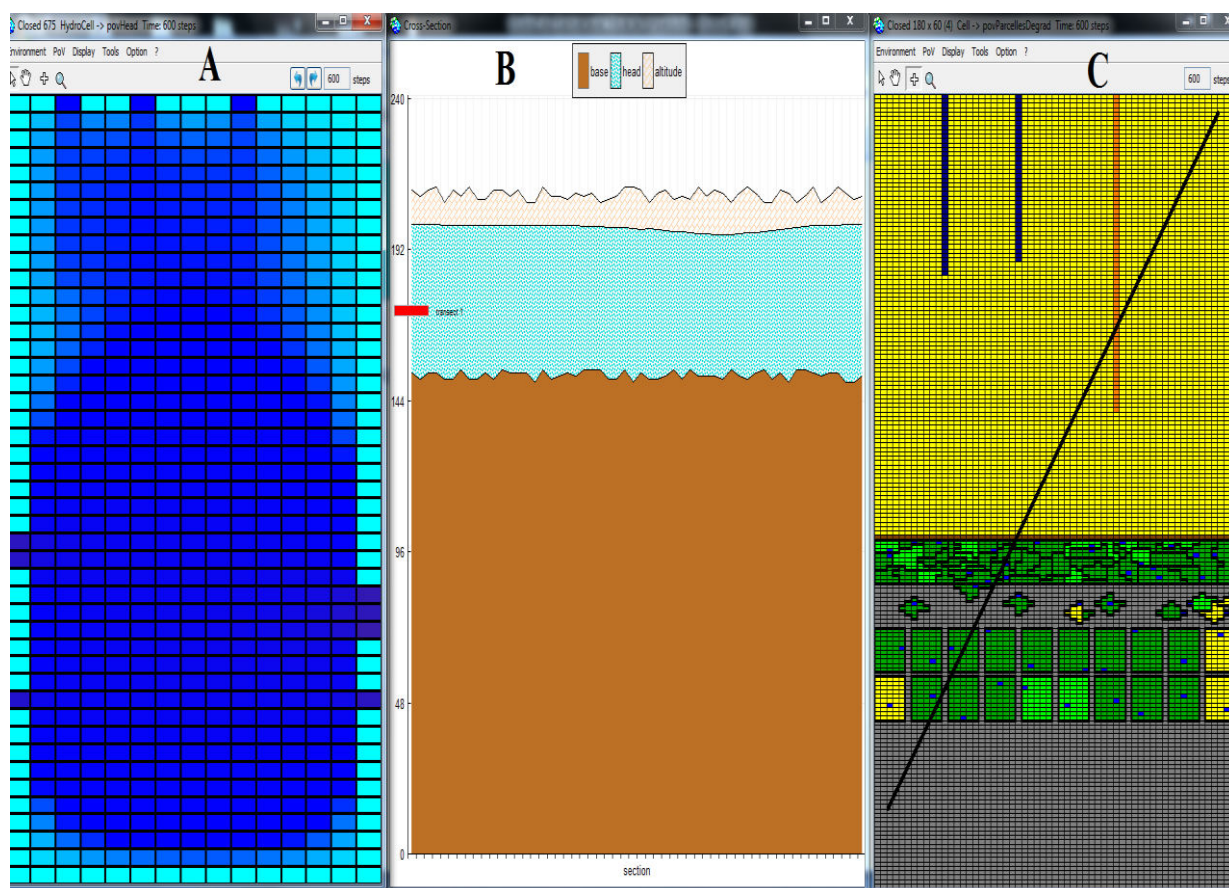 Closed 675 HydroCell -> povHead Time: 600 steps
nvironment PoV Display Tools Option ?
A
600 steps
Cross-Section
B
base head altitude
240
192
transect 1
144
96
48
0
section
Closed 180 x 60 (4) Cell -> povParcellesDegrad Time: 600 steps
Environment PoV Display Tools Option ?
C
600 steps